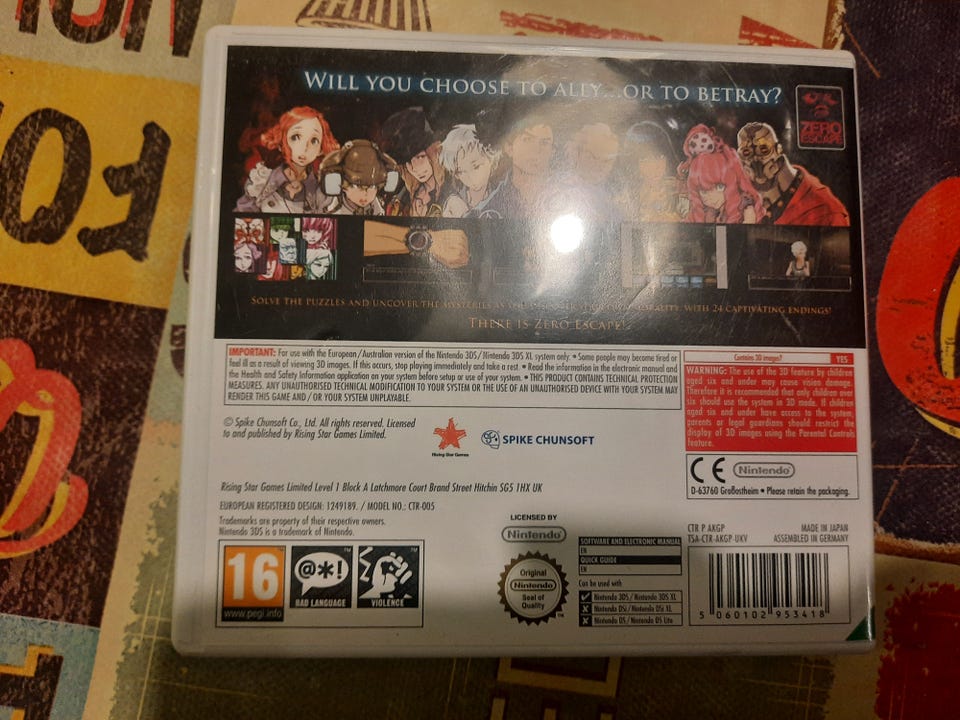 WILL YOU CHOOSE TO ALLY...OR TO BETRAY?
ZERO
ESCAPE
SOLVE THE PUZZLES AND UNCOVER THE MYSTERIES AS WITH 24 CAPTIVATING ENDINGS!
THERE IS ZERO ESCAPE!
IMPORTANT: For use with the European/Australian version of the Nintendo 3DS/Nintendo 3DS XL system only. • Some people may become tired or
feel ill as a result of viewing 3D images. If this occurs, stop playing immediately and take a rest. • Read the information in the electronic manual and
the Health and Safety Information application on your system before setup or use of your system. • THIS PRODUCT CONTAINS TECHNICAL PROTECTION
MEASURES. ANY UNAUTHORISED TECHNICAL MODIFICATION TO YOUR SYSTEM OR THE USE OF AN UNAUTHORISED DEVICE WITH YOUR SYSTEM MAY
RENDER THIS GAME AND/OR YOUR SYSTEM UNPLAYABLE.
Contains 3D images? YES
WARNING: The use of the 3D feature by children
aged six and under may cause vision damage.
Therefore it is recommended that only children over
six should use the system in 3D mode. If children
aged six and under have access to the system,
parents or legal guardians should restrict the
display of 3D images using the Parental Controls
feature.
© Spike Chunsoft Co., Ltd. All rights reserved. Licensed
to and published by Rising Star Games Limited.
Rising Star Games
SPIKE CHUNSOFT
CE Nintendo
D-63760 Großostheim • Please retain the packaging.
Rising Star Games Limited Level 1 Block A Latchmore Court Brand Street Hitchin SG5 1HX UK
EUROPEAN REGISTERED DESIGN: 1249189. / MODEL NO.: CTR-005
Trademarks are property of their respective owners.
Nintendo 3DS is a trademark of Nintendo.
LICENSED BY
Nintendo
CTR P AKGP
TSA-CTR-AKGP-UKV
MADE IN JAPAN
ASSEMBLED IN GERMANY
16
www.pegi.info
@*!
BAD LANGUAGE
VIOLENCE
TM
TM
Original
Nintendo
Seal of
Quality
SOFTWARE AND ELECTRONIC MANUAL
EN
QUICK GUIDE
EN
Can be used with
Nintendo 3DS/Nintendo 3DS XL
Nintendo DSi/Nintendo DSi XL
Nintendo DS/Nintendo DS Lite
5 060102 953418